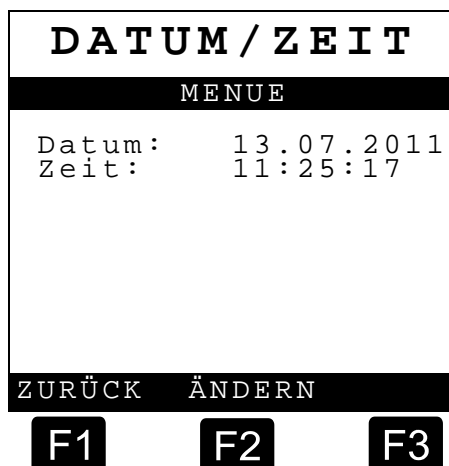 DATUM/ZEIT
MENUE
Datum: 13.07.2011
Zeit: 11:25:17
ZURÜCK ÄNDERN
F1 F2 F3